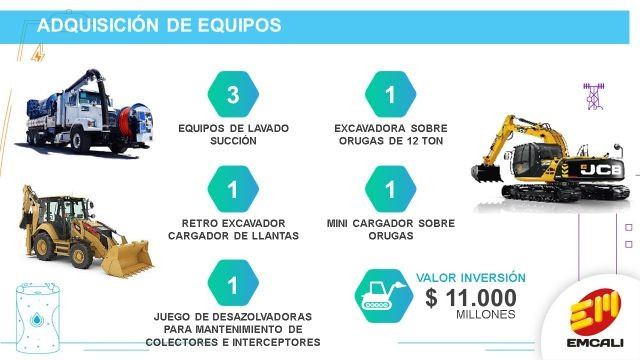 ADQUISICIÓN DE EQUIPOS
3
EQUIPOS DE LAVADO
SUCCIÓN
1
EXCAVADORA SOBRE
ORUGAS DE 12 TON
JCB
1
RETRO EXCAVADOR
CARGADOR DE LLANTAS
1
MINI CARGADOR SOBRE
ORUGAS
1
JUEGO DE DESAZOLVADORAS
PARA MANTENIMIENTO DE
COLECTORES E INTERCEPTORES
VALOR INVERSIÓN
$ 11.000
MILLONES
EM
EMCALI